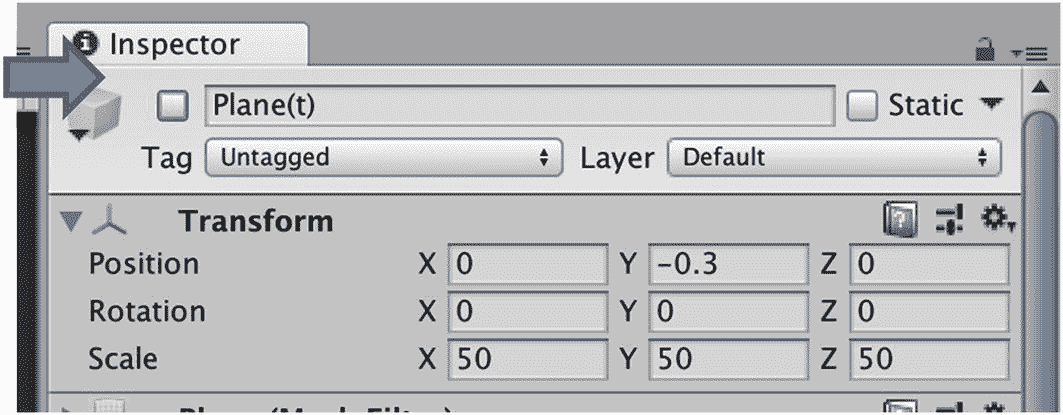 Inspector
Plane(t) Static
Tag Untagged Layer Default
Transform
Position X 0 Y -0.3 Z 0
Rotation X 0 Y 0 Z 0
Scale X 50 Y 50 Z 50